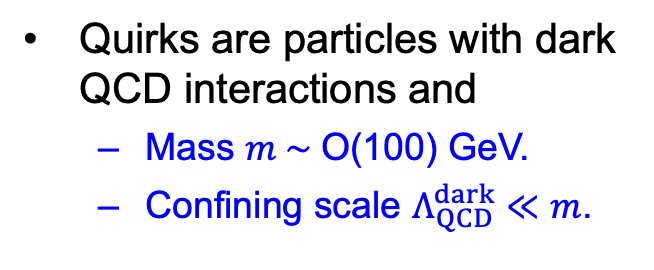 • Quirks are particles with dark
QCD interactions and
– Mass 𝑚 ~ O(100) GeV.
– Confining scale Λ_QCD^dark ≪ 𝑚.